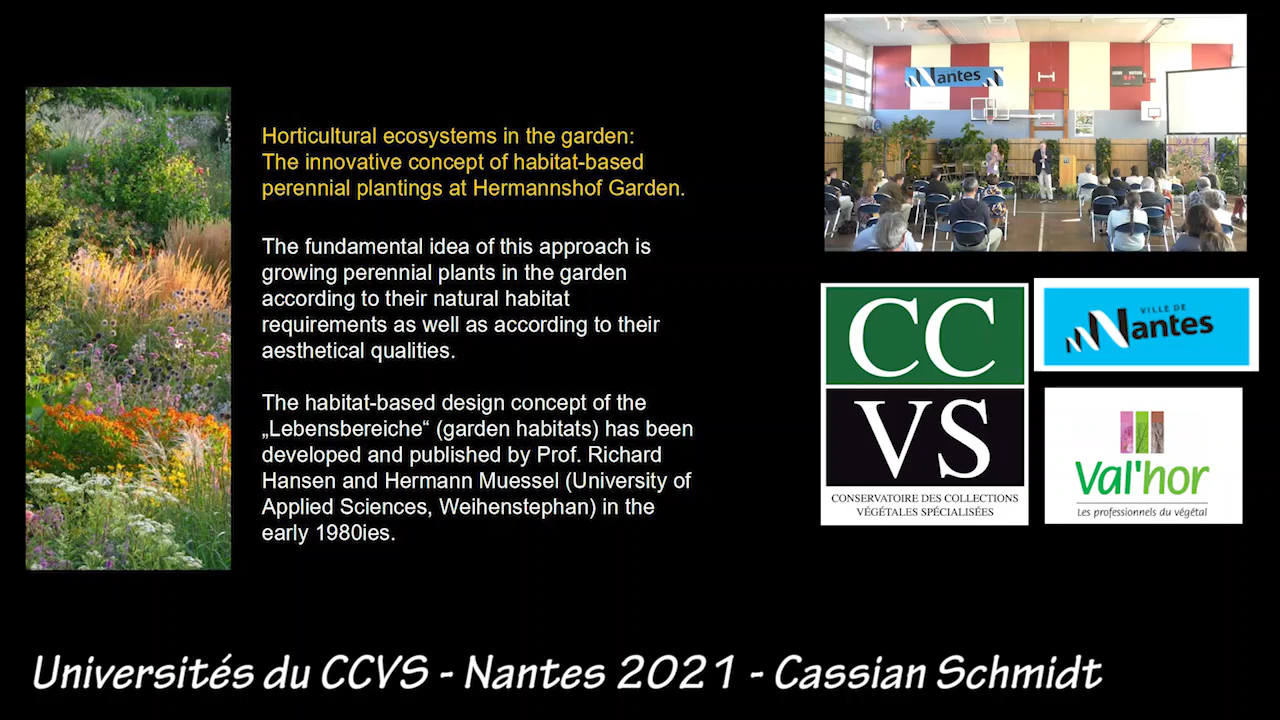 Horticultural ecosystems in the garden:
The innovative concept of habitat-based
perennial plantings at Hermannshof Garden.
The fundamental idea of this approach is
growing perennial plants in the garden
according to their natural habitat
requirements as well as according to their
aesthetical qualities.
The habitat-based design concept of the
„Lebensbereiche“ (garden habitats) has been
developed and published by Prof. Richard
Hansen and Hermann Muessel (University of
Applied Sciences, Weihenstephan) in the
early 1980ies.
Nantes
CC
VS
CONSERVATOIRE DES COLLECTIONS
VÉGÉTALES SPÉCIALISÉES
VILLE DE
Nantes
Val'hor
Les professionnels du végétal
Universités du CCVS - Nantes 2021 - Cassian Schmidt